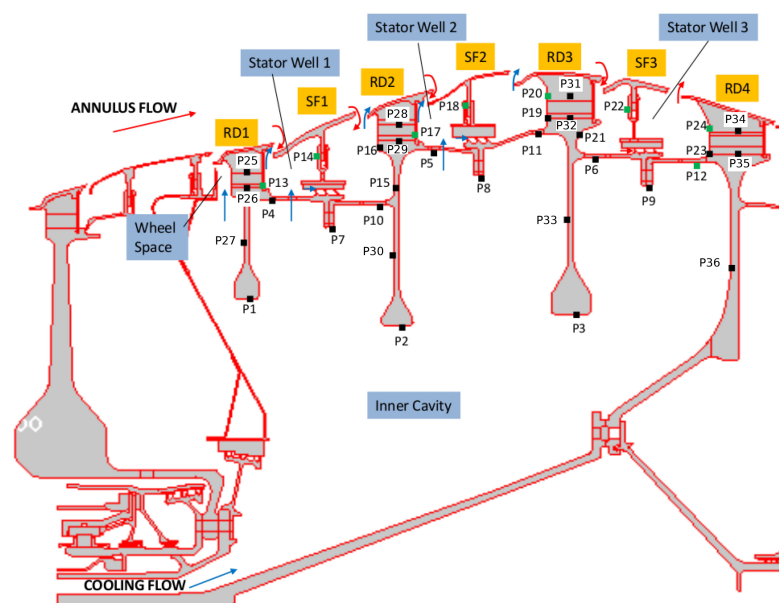 Stator Well 2
Stator Well 1
Stator Well 3
SF2
RD3
SF3
RD2
SF1
RD1
RD4
ANNULUS FLOW
P31
P20
P18
P22
P28
P19
P32
P34
P24
P17
P21
P25
P14
P16
P29
P11
P5
P23
P35
P13
P6
P12
P26
P15
P8
P4
P9
P10
P7
P33
Wheel
Space
P27
P30
P36
P1
P2
P3
Inner Cavity
COOLING FLOW